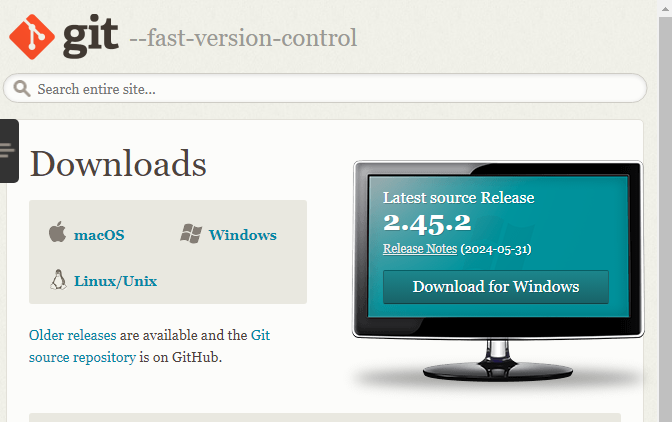 git --fast-version-control
Search entire site...
Downloads
macOS
Windows
Linux/Unix
Older releases are available and the Git
source repository is on GitHub.
Latest source Release
2.45.2
Release Notes (2024-05-31)
Download for Windows